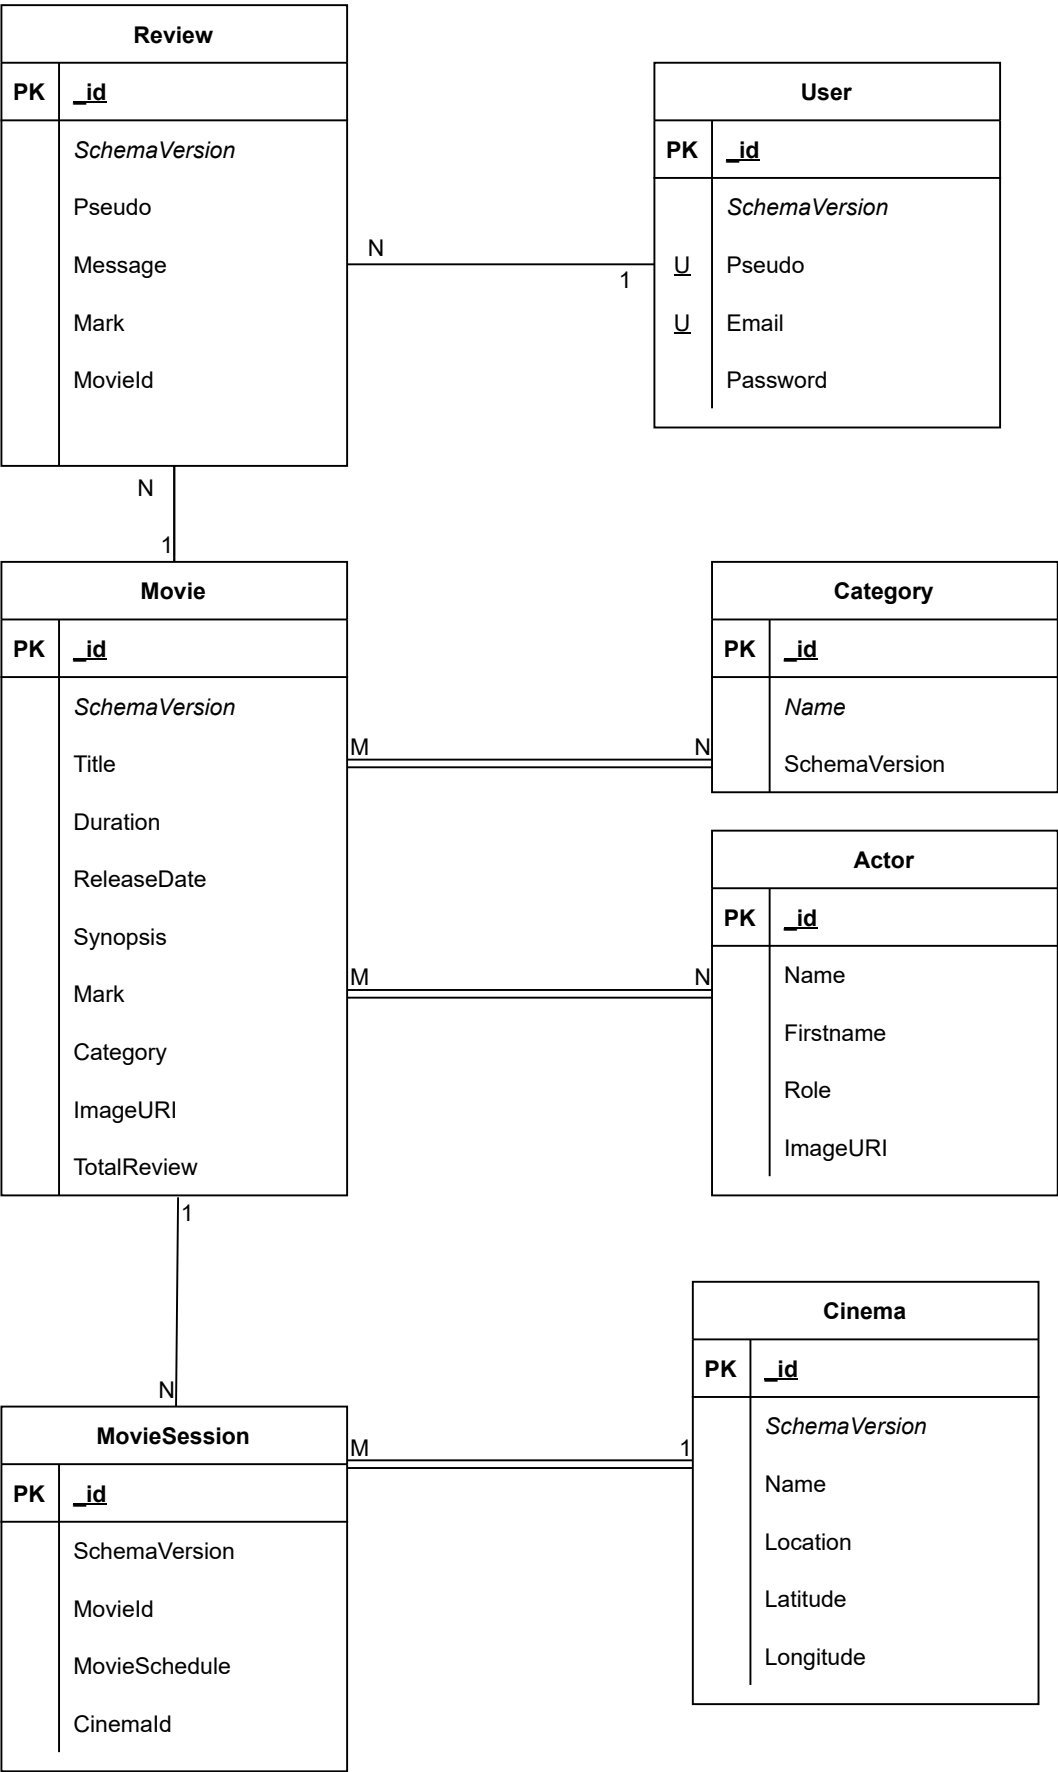 Review
PK _id
SchemaVersion
Pseudo
Message
Mark
MovieId
N
1
User
PK _id
SchemaVersion
U Pseudo
U Email
Password
N
1
Movie
PK _id
SchemaVersion
Title
Duration
ReleaseDate
Synopsis
Mark
Category
ImageURI
TotalReview
M N
Category
PK _id
Name
SchemaVersion
M N
Actor
PK _id
Name
Firstname
Role
ImageURI
1
N
MovieSession
PK _id
SchemaVersion
MovieId
MovieSchedule
CinemaId
M 1
Cinema
PK _id
SchemaVersion
Name
Location
Latitude
Longitude